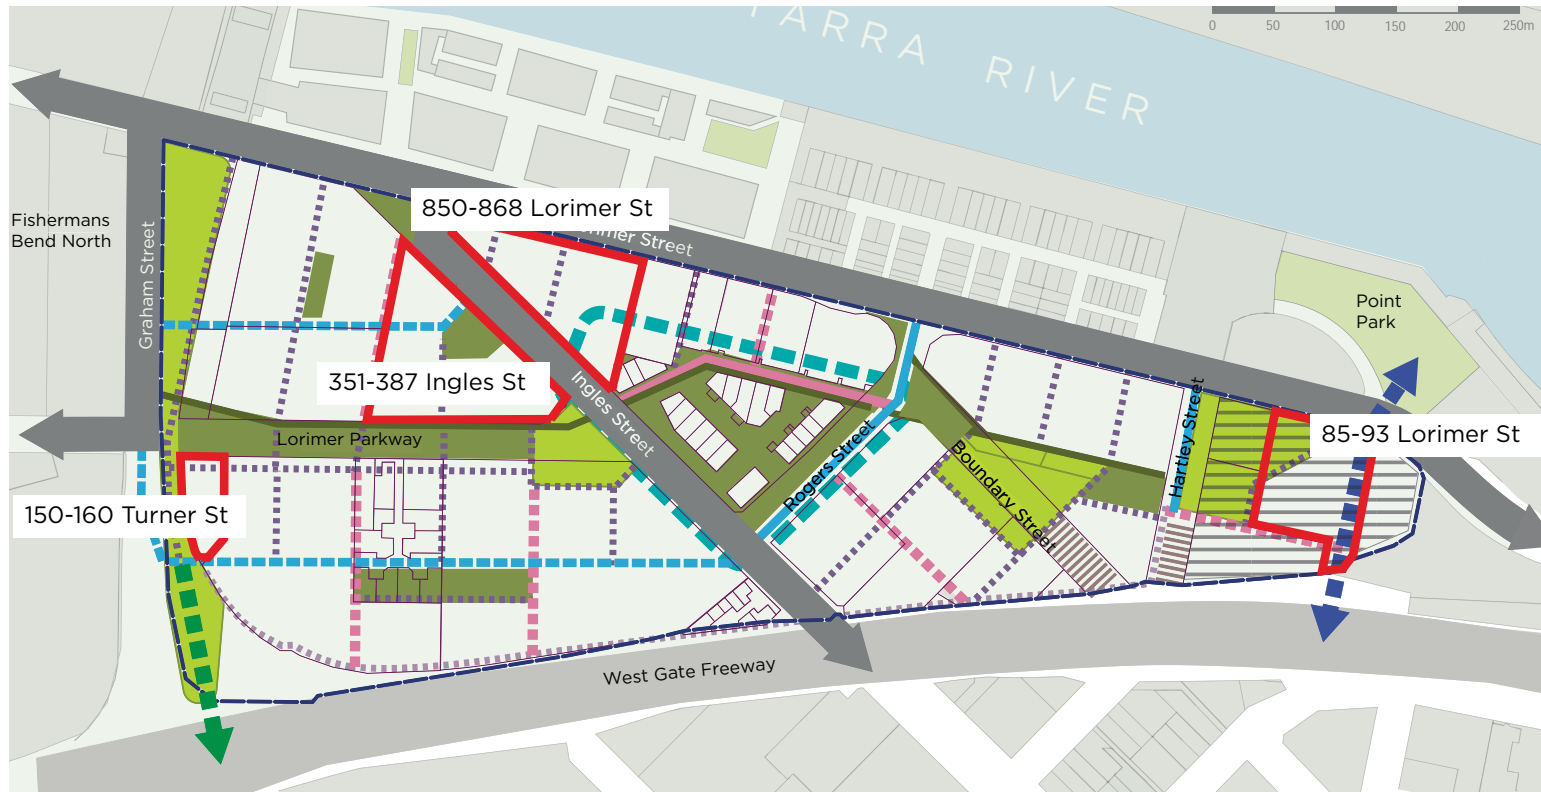 YARRA RIVER
0 50 100 150 200 250m
850-868 Lorimer St
Fishermans
Bend North
Lorimer Street
Graham Street
Point
Park
351-387 Ingles St
Ingles Street
Hartley Street
85-93 Lorimer St
Lorimer Parkway
Rogers Street
Boundary Street
150-160 Turner St
West Gate Freeway